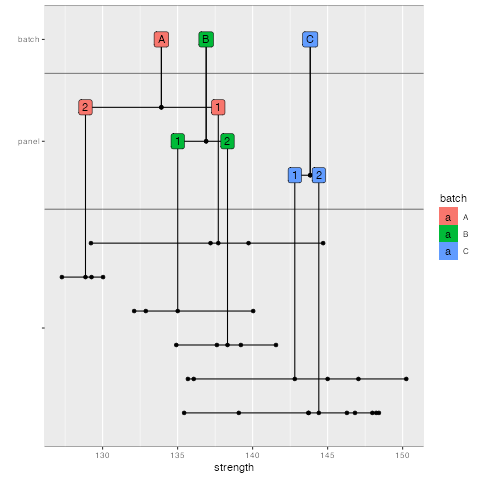 batch
A
B
C
2
1
panel
1
2
1
2
batch
a A
a B
a C
130
135
140
145
150
strength